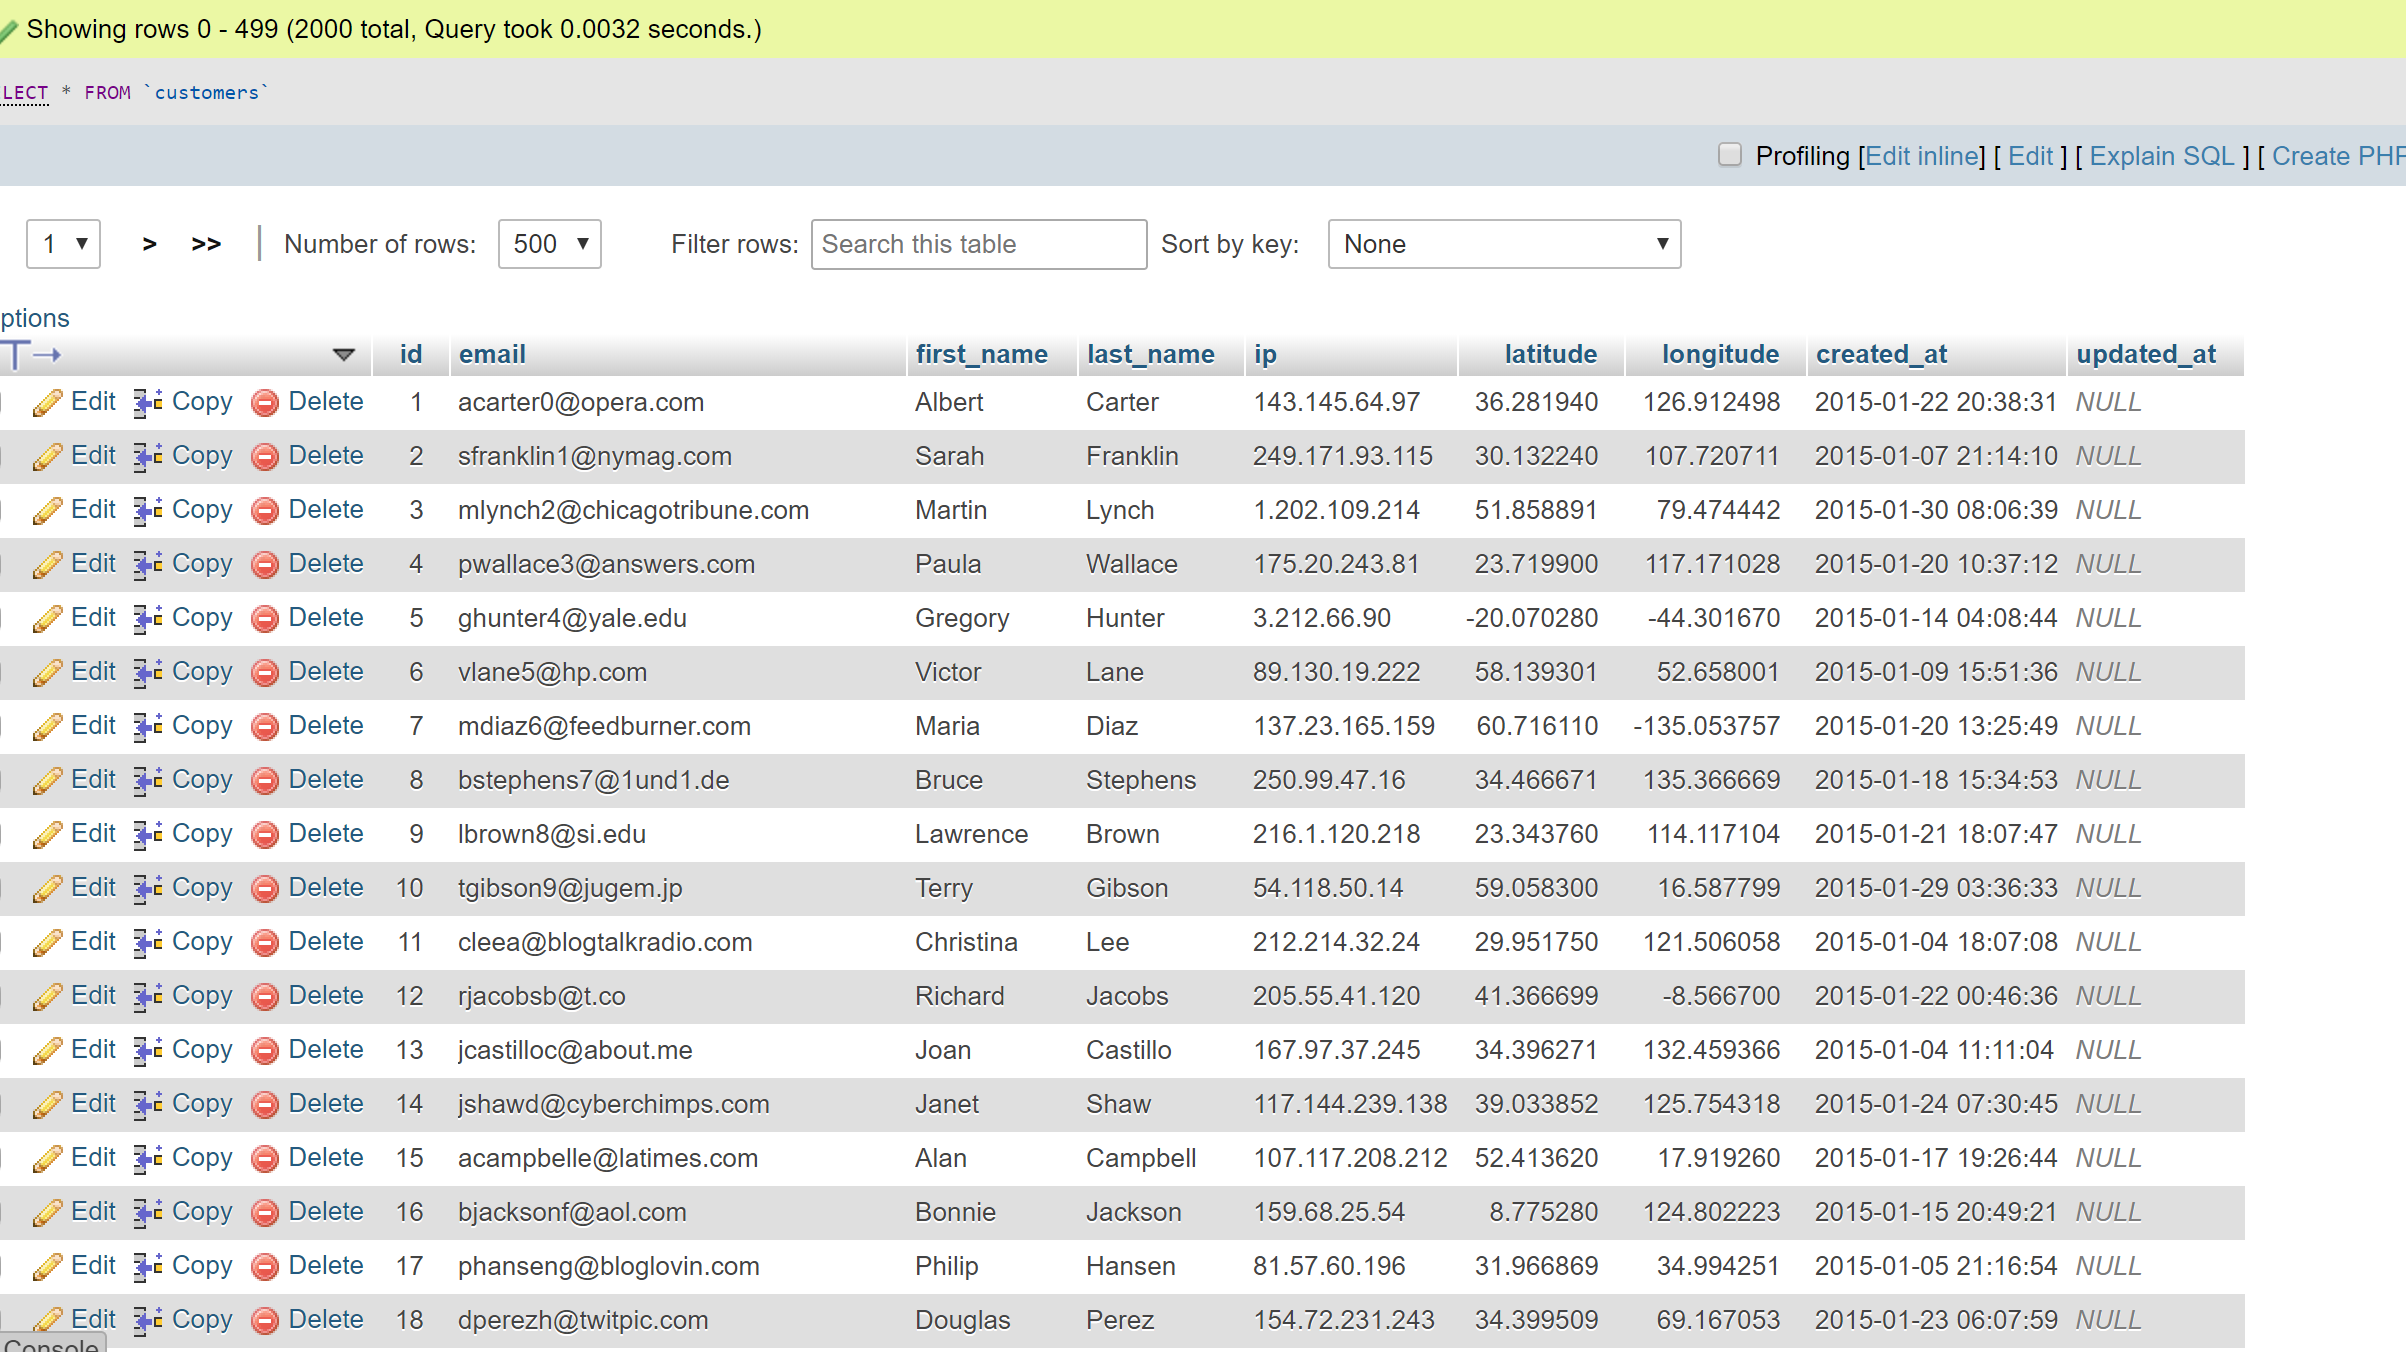 Showing rows 0 - 499 (2000 total, Query took 0.0032 seconds.)
LECT * FROM `customers`
Profiling [Edit inline] [ Edit ] [ Explain SQL ] [ Create PHP
1 > >> | Number of rows: 500 Filter rows: Search this table Sort by key: None
ptions
id email first_name last_name ip latitude longitude created_at updated_at
Edit Copy Delete 1 acarter0@opera.com Albert Carter 143.145.64.97 36.281940 126.912498 2015-01-22 20:38:31 NULL
Edit Copy Delete 2 sfranklin1@nymag.com Sarah Franklin 249.171.93.115 30.132240 107.720711 2015-01-07 21:14:10 NULL
Edit Copy Delete 3 mlynch2@chicagotribune.com Martin Lynch 1.202.109.214 51.858891 79.474442 2015-01-30 08:06:39 NULL
Edit Copy Delete 4 pwallace3@answers.com Paula Wallace 175.20.243.81 23.719900 117.171028 2015-01-20 10:37:12 NULL
Edit Copy Delete 5 ghunter4@yale.edu Gregory Hunter 3.212.66.90 -20.070280 -44.301670 2015-01-14 04:08:44 NULL
Edit Copy Delete 6 vlane5@hp.com Victor Lane 89.130.19.222 58.139301 52.658001 2015-01-09 15:51:36 NULL
Edit Copy Delete 7 mdiaz6@feedburner.com Maria Diaz 137.23.165.159 60.716110 -135.053757 2015-01-20 13:25:49 NULL
Edit Copy Delete 8 bstephens7@1und1.de Bruce Stephens 250.99.47.16 34.466671 135.366669 2015-01-18 15:34:53 NULL
Edit Copy Delete 9 lbrown8@si.edu Lawrence Brown 216.1.120.218 23.343760 114.117104 2015-01-21 18:07:47 NULL
Edit Copy Delete 10 tgibson9@jugem.jp Terry Gibson 54.118.50.14 59.058300 16.587799 2015-01-29 03:36:33 NULL
Edit Copy Delete 11 cleea@blogtalkradio.com Christina Lee 212.214.32.24 29.951750 121.506058 2015-01-04 18:07:08 NULL
Edit Copy Delete 12 rjacobsb@t.co Richard Jacobs 205.55.41.120 41.366699 -8.566700 2015-01-22 00:46:36 NULL
Edit Copy Delete 13 jcastilloc@about.me Joan Castillo 167.97.37.245 34.396271 132.459366 2015-01-04 11:11:04 NULL
Edit Copy Delete 14 jshawd@cyberchimps.com Janet Shaw 117.144.239.138 39.033852 125.754318 2015-01-24 07:30:45 NULL
Edit Copy Delete 15 acampbelle@latimes.com Alan Campbell 107.117.208.212 52.413620 17.919260 2015-01-17 19:26:44 NULL
Edit Copy Delete 16 bjacksonf@aol.com Bonnie Jackson 159.68.25.54 8.775280 124.802223 2015-01-15 20:49:21 NULL
Edit Copy Delete 17 phanseng@bloglovin.com Philip Hansen 81.57.60.196 31.966869 34.994251 2015-01-05 21:16:54 NULL
Edit Copy Delete 18 dperezh@twitpic.com Douglas Perez 154.72.231.243 34.399509 69.167053 2015-01-23 06:07:59 NULL
Console